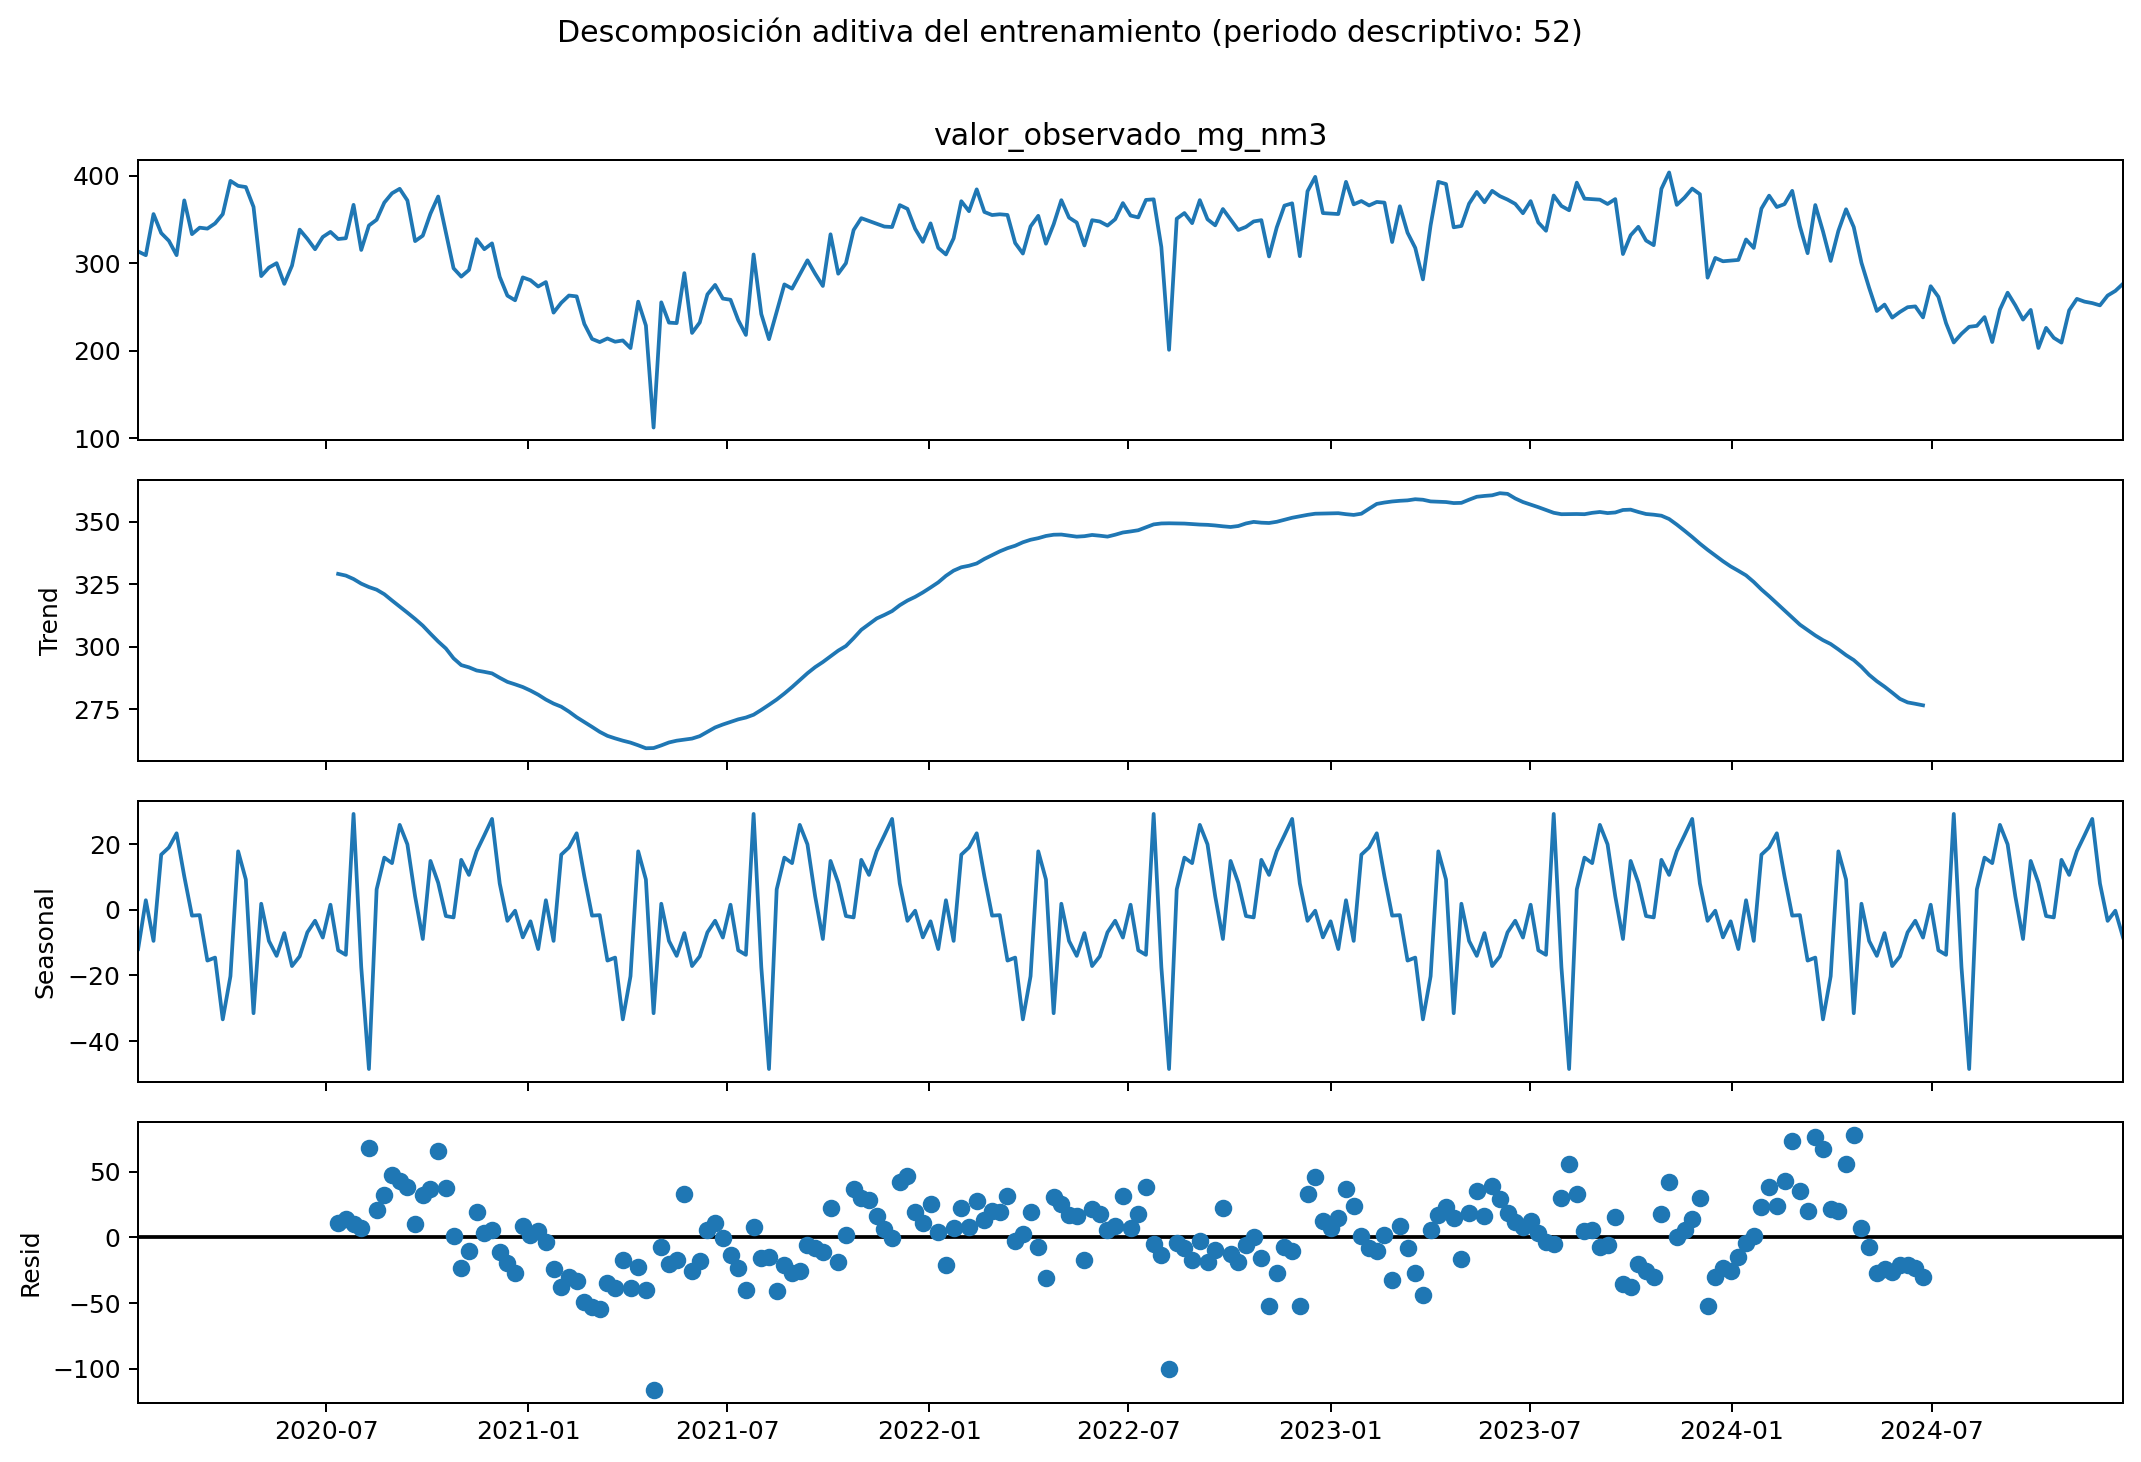 Descomposición aditiva del entrenamiento (periodo descriptivo: 52)
valor_observado_mg_nm3
400
300
200
100
Trend
350
325
300
275
Seasonal
20
0
−20
−40
Resid
50
0
−50
−100
2020-07 2021-01 2021-07 2022-01 2022-07 2023-01 2023-07 2024-01 2024-07